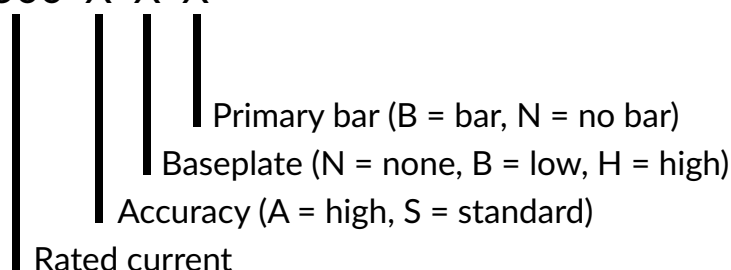 Primary bar (B = bar, N = no bar)
Baseplate (N = none, B = low, H = high)
Accuracy (A = high, S = standard)
Rated current